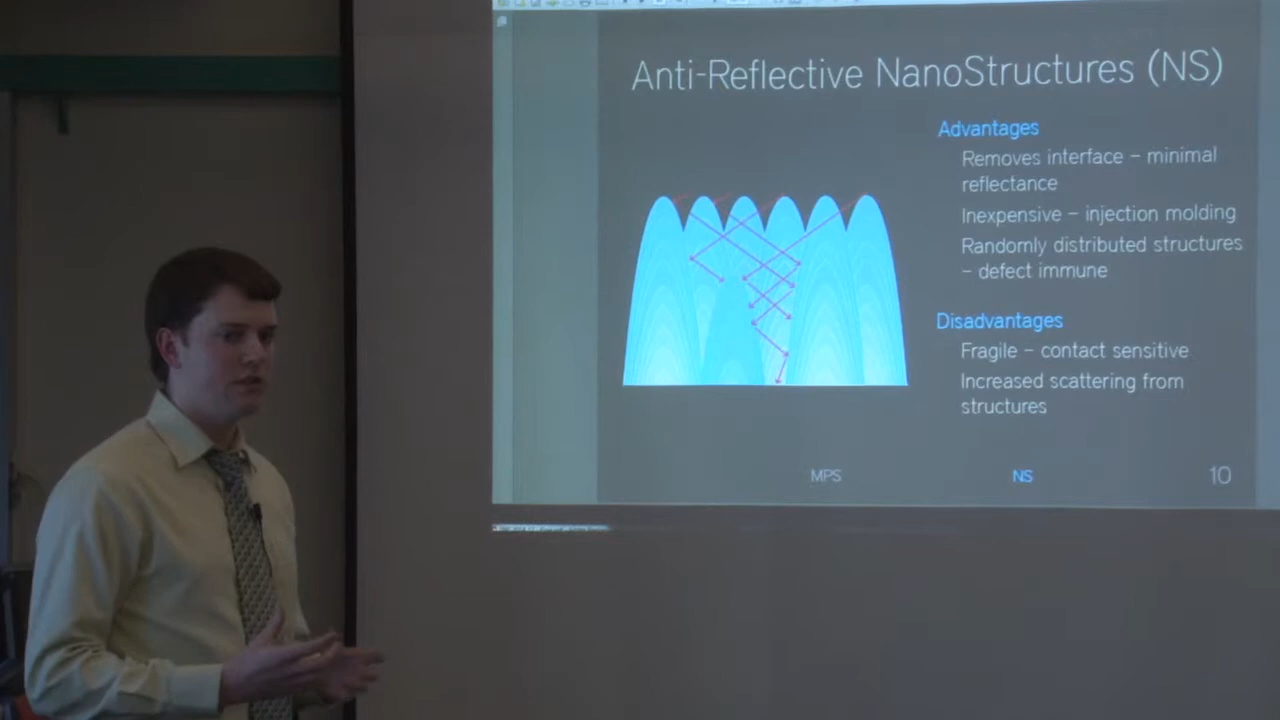 Anti-Reflective NanoStructures (NS)
Advantages
Removes interface – minimal
reflectance
Inexpensive – injection molding
Randomly distributed structures
– defect immune
Disadvantages
Fragile – contact sensitive
Increased scattering from
structures
MPS
NS
10